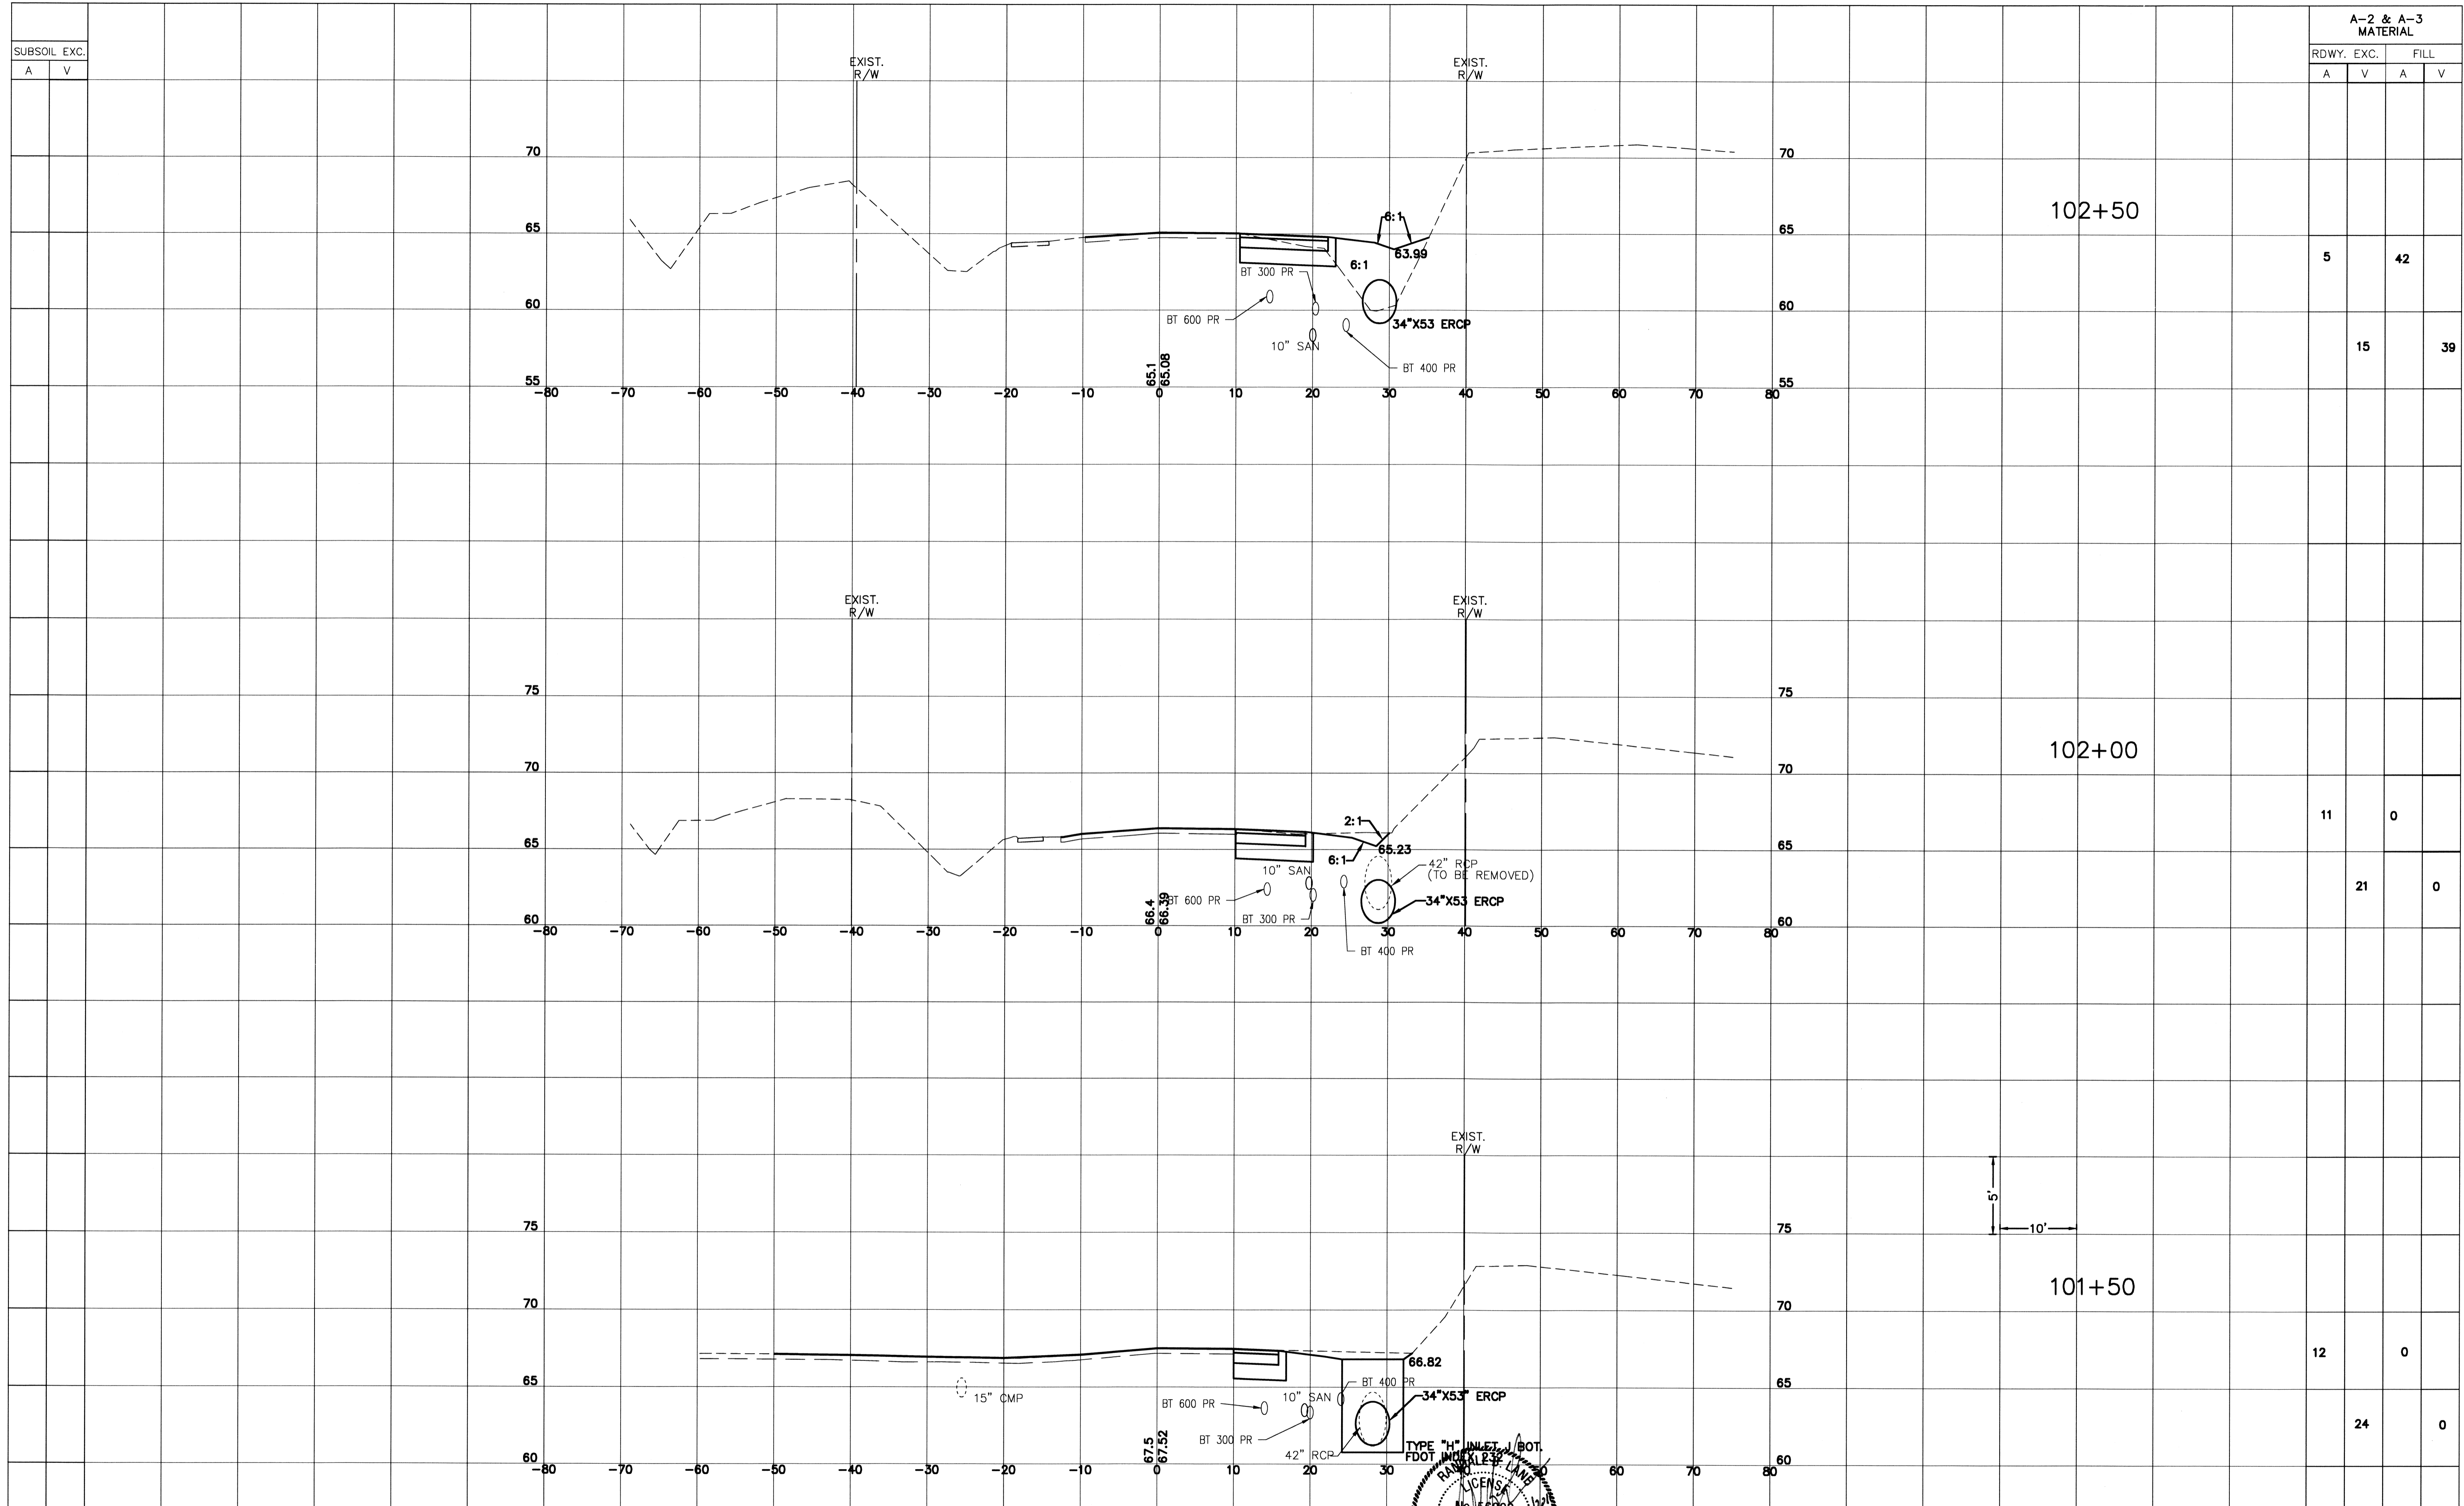 A-2 & A-3
MATERIAL
SUBSOIL EXC.
RDWY. EXC.
FILL
A
V
A
V
A
V
EXIST.
R/W
EXIST.
R/W
70
70
102+50
65
65
6:1
63.99
6:1
5
42
BT 300 PR
60
60
BT 600 PR
34"X53 ERCP
10" SAN
15
39
BT 400 PR
65.1
65.08
55
55
-80 -70 -60 -50 -40 -30 -20 -10 0 10 20 30 40 50 60 70 80
EXIST.
R/W
EXIST.
R/W
75
75
102+00
70
70
11
0
2:1
65
65
65.23
6:1
42" RCP
(TO BE REMOVED)
10" SAN
21
0
BT 600 PR
34"X53 ERCP
BT 300 PR
66.4
66.39
60
60
-80 -70 -60 -50 -40 -30 -20 -10 0 10 20 30 40 50 60 70 80
BT 400 PR
EXIST.
R/W
5'
75
75
10'
101+50
70
70
12
0
66.82
65
65
BT 400 PR
15" CMP
10" SAN
34"X53" ERCP
BT 600 PR
24
0
BT 300 PR
67.5
67.52
TYPE "H" INLET J BOT.
42" RCP
FDOT INDEX 232
60
60
-80 -70 -60 -50 -40 -30 -20 -10 0 10 20 30 40 50 60 70 80
LICENSE